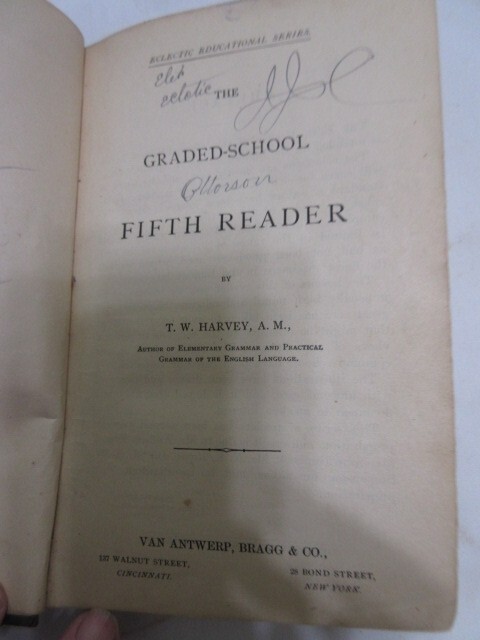 ECLECTIC EDUCATIONAL SERIES
eclotic
THE
GRADED-SCHOOL
FIFTH READER
BY
T. W. HARVEY, A. M.,
AUTHOR OF ELEMENTARY GRAMMAR AND PRACTICAL
GRAMMAR OF THE ENGLISH LANGUAGE.
VAN ANTWERP, BRAGG & CO.,
137 WALNUT STREET,
CINCINNATI.
28 BOND STREET,
NEW YORK.